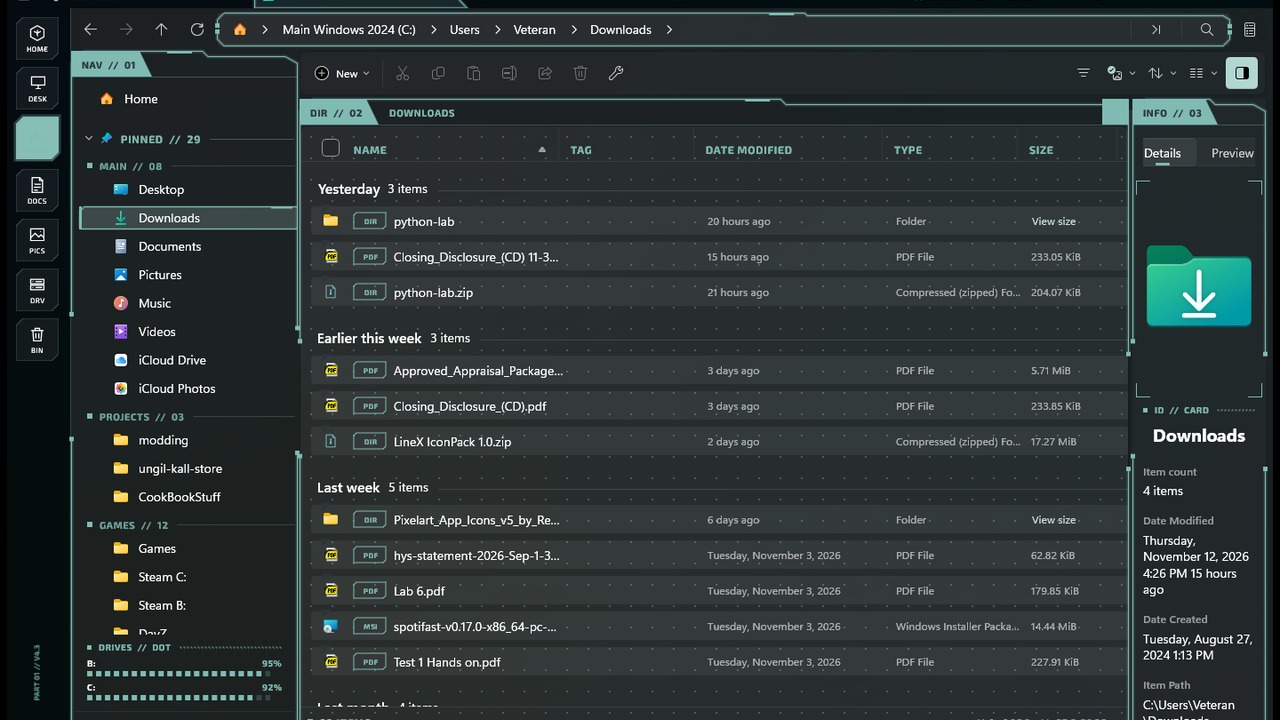 HOME
DESK
DOCS
PICS
DRV
BIN
PART 01 // V4.3
Main Windows 2024 (C:) Users Veteran Downloads
NAV // 01
Home
PINNED // 29
MAIN // 08
Desktop
Downloads
Documents
Pictures
Music
Videos
iCloud Drive
iCloud Photos
PROJECTS // 03
modding
ungil-kall-store
CookBookStuff
GAMES // 12
Games
Steam C:
Steam B:
DayZ
DRIVES // DOT
B: 95%
C: 92%
New
DIR // 02 DOWNLOADS
NAME TAG DATE MODIFIED TYPE SIZE
Yesterday 3 items
DIR python-lab 20 hours ago Folder View size
PDF Closing_Disclosure_(CD) 11-3... 15 hours ago PDF File 233.05 KiB
DIR python-lab.zip 21 hours ago Compressed (zipped) Fo... 204.07 KiB
Earlier this week 3 items
PDF Approved_Appraisal_Package... 3 days ago PDF File 5.71 MiB
PDF Closing_Disclosure_(CD).pdf 3 days ago PDF File 233.85 KiB
DIR LineX IconPack 1.0.zip 2 days ago Compressed (zipped) Fo... 17.27 MiB
Last week 5 items
DIR Pixelart_App_Icons_v5_by_Re... 6 days ago Folder View size
PDF hys-statement-2026-Sep-1-3... Tuesday, November 3, 2026 PDF File 62.82 KiB
PDF Lab 6.pdf Tuesday, November 3, 2026 PDF File 179.85 KiB
MSI spotifast-v0.17.0-x86_64-pc-... Tuesday, November 3, 2026 Windows Installer Packa... 14.44 MiB
PDF Test 1 Hands on.pdf Tuesday, November 3, 2026 PDF File 227.91 KiB
Last month 4 items
INFO // 03
Details Preview
ID // CARD
Downloads
Item count
4 items
Date Modified
Thursday,
November 12, 2026
4:26 PM 15 hours
ago
Date Created
Tuesday, August 27,
2024 1:13 PM
Item Path
C:\Users\Veteran
\Downloads